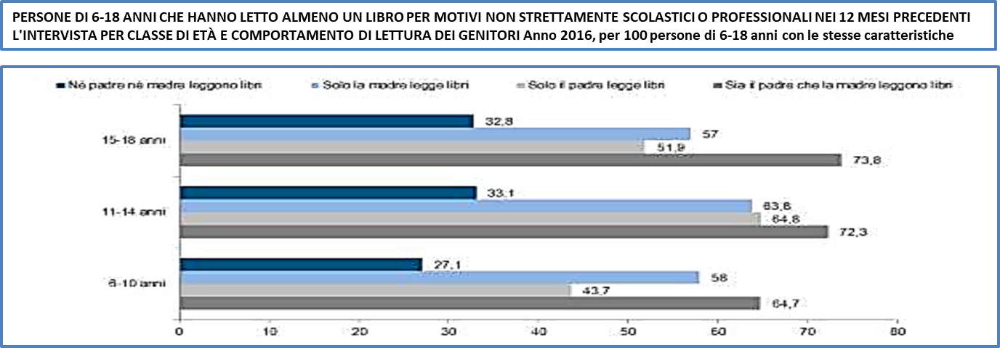 PERSONE DI 6-18 ANNI CHE HANNO LETTO ALMENO UN LIBRO PER MOTIVI NON STRETTAMENTE SCOLASTICI O PROFESSIONALI NEI 12 MESI PRECEDENTI
L'INTERVISTA PER CLASSE DI ETÀ E COMPORTAMENTO DI LETTURA DEI GENITORI Anno 2016, per 100 persone di 6-18 anni con le stesse caratteristiche
Né padre né madre leggono libri Solo la madre legge libri Solo il padre legge libri Sia il padre che la madre leggono libri
15-18 anni
32,8
57
51,9
73,8
11-14 anni
33,1
63,8
64,8
72,3
6-10 anni
27,1
58
43,7
64,7
0 10 20 30 40 50 60 70 80